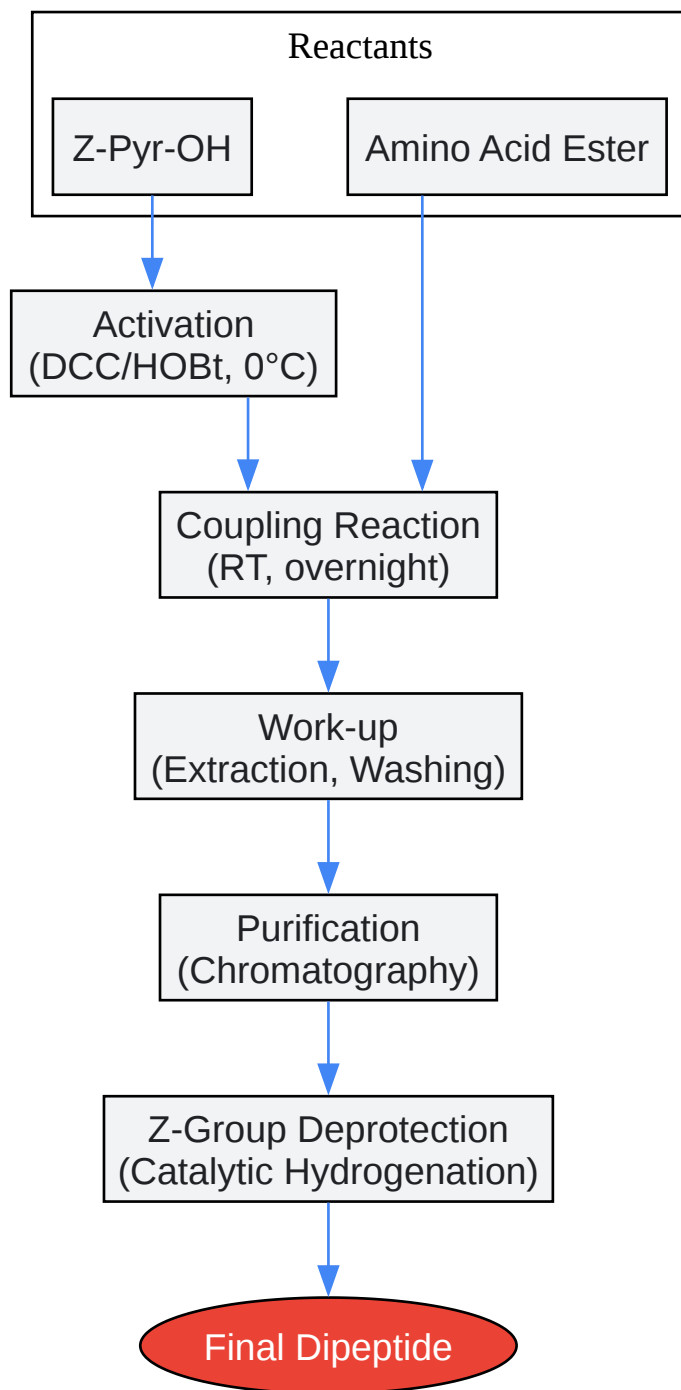 Reactants
Z-Pyr-OH
Amino Acid Ester
Activation
(DCC/HOBt, 0°C)
Coupling Reaction
(RT, overnight)
Work-up
(Extraction, Washing)
Purification
(Chromatography)
Z-Group Deprotection
(Catalytic Hydrogenation)
Final Dipeptide